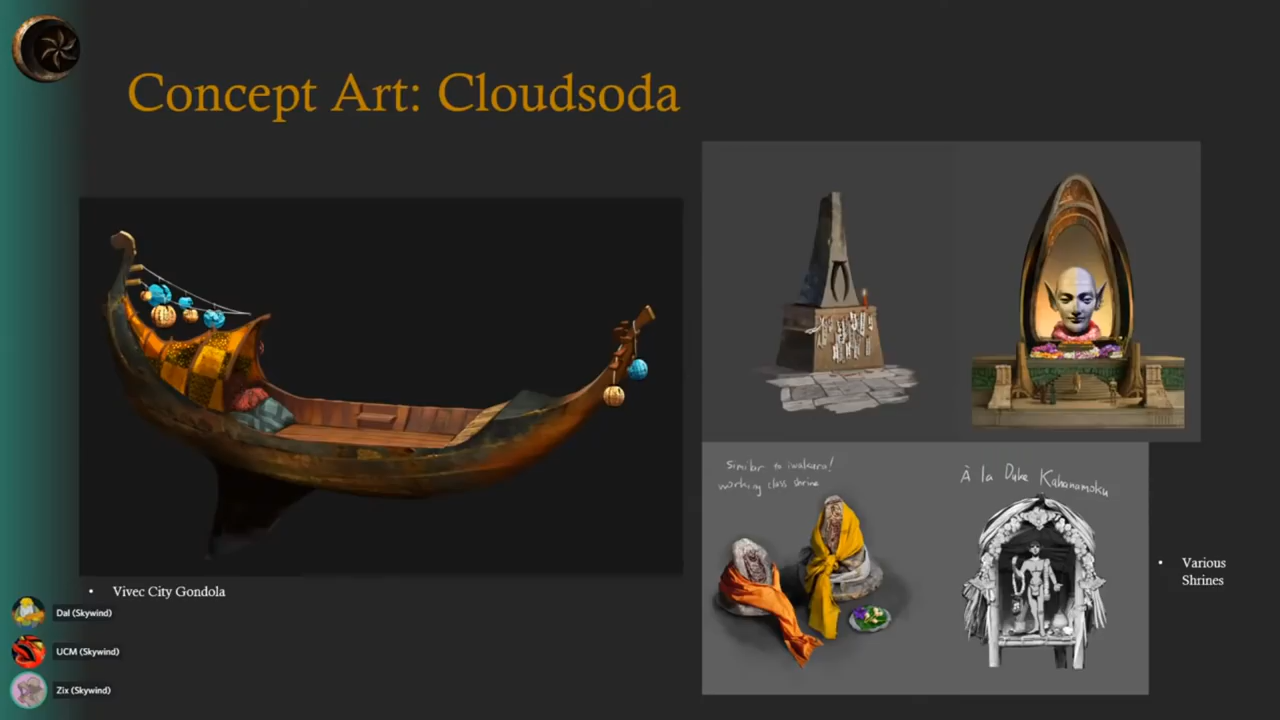 Concept Art: Cloudsoda
Similar to iwakura!
working class shrine
À la Duke Kahanamoku
• Various
Shrines
• Vivec City Gondola
Dal (Skywind)
UCM (Skywind)
Zix (Skywind)